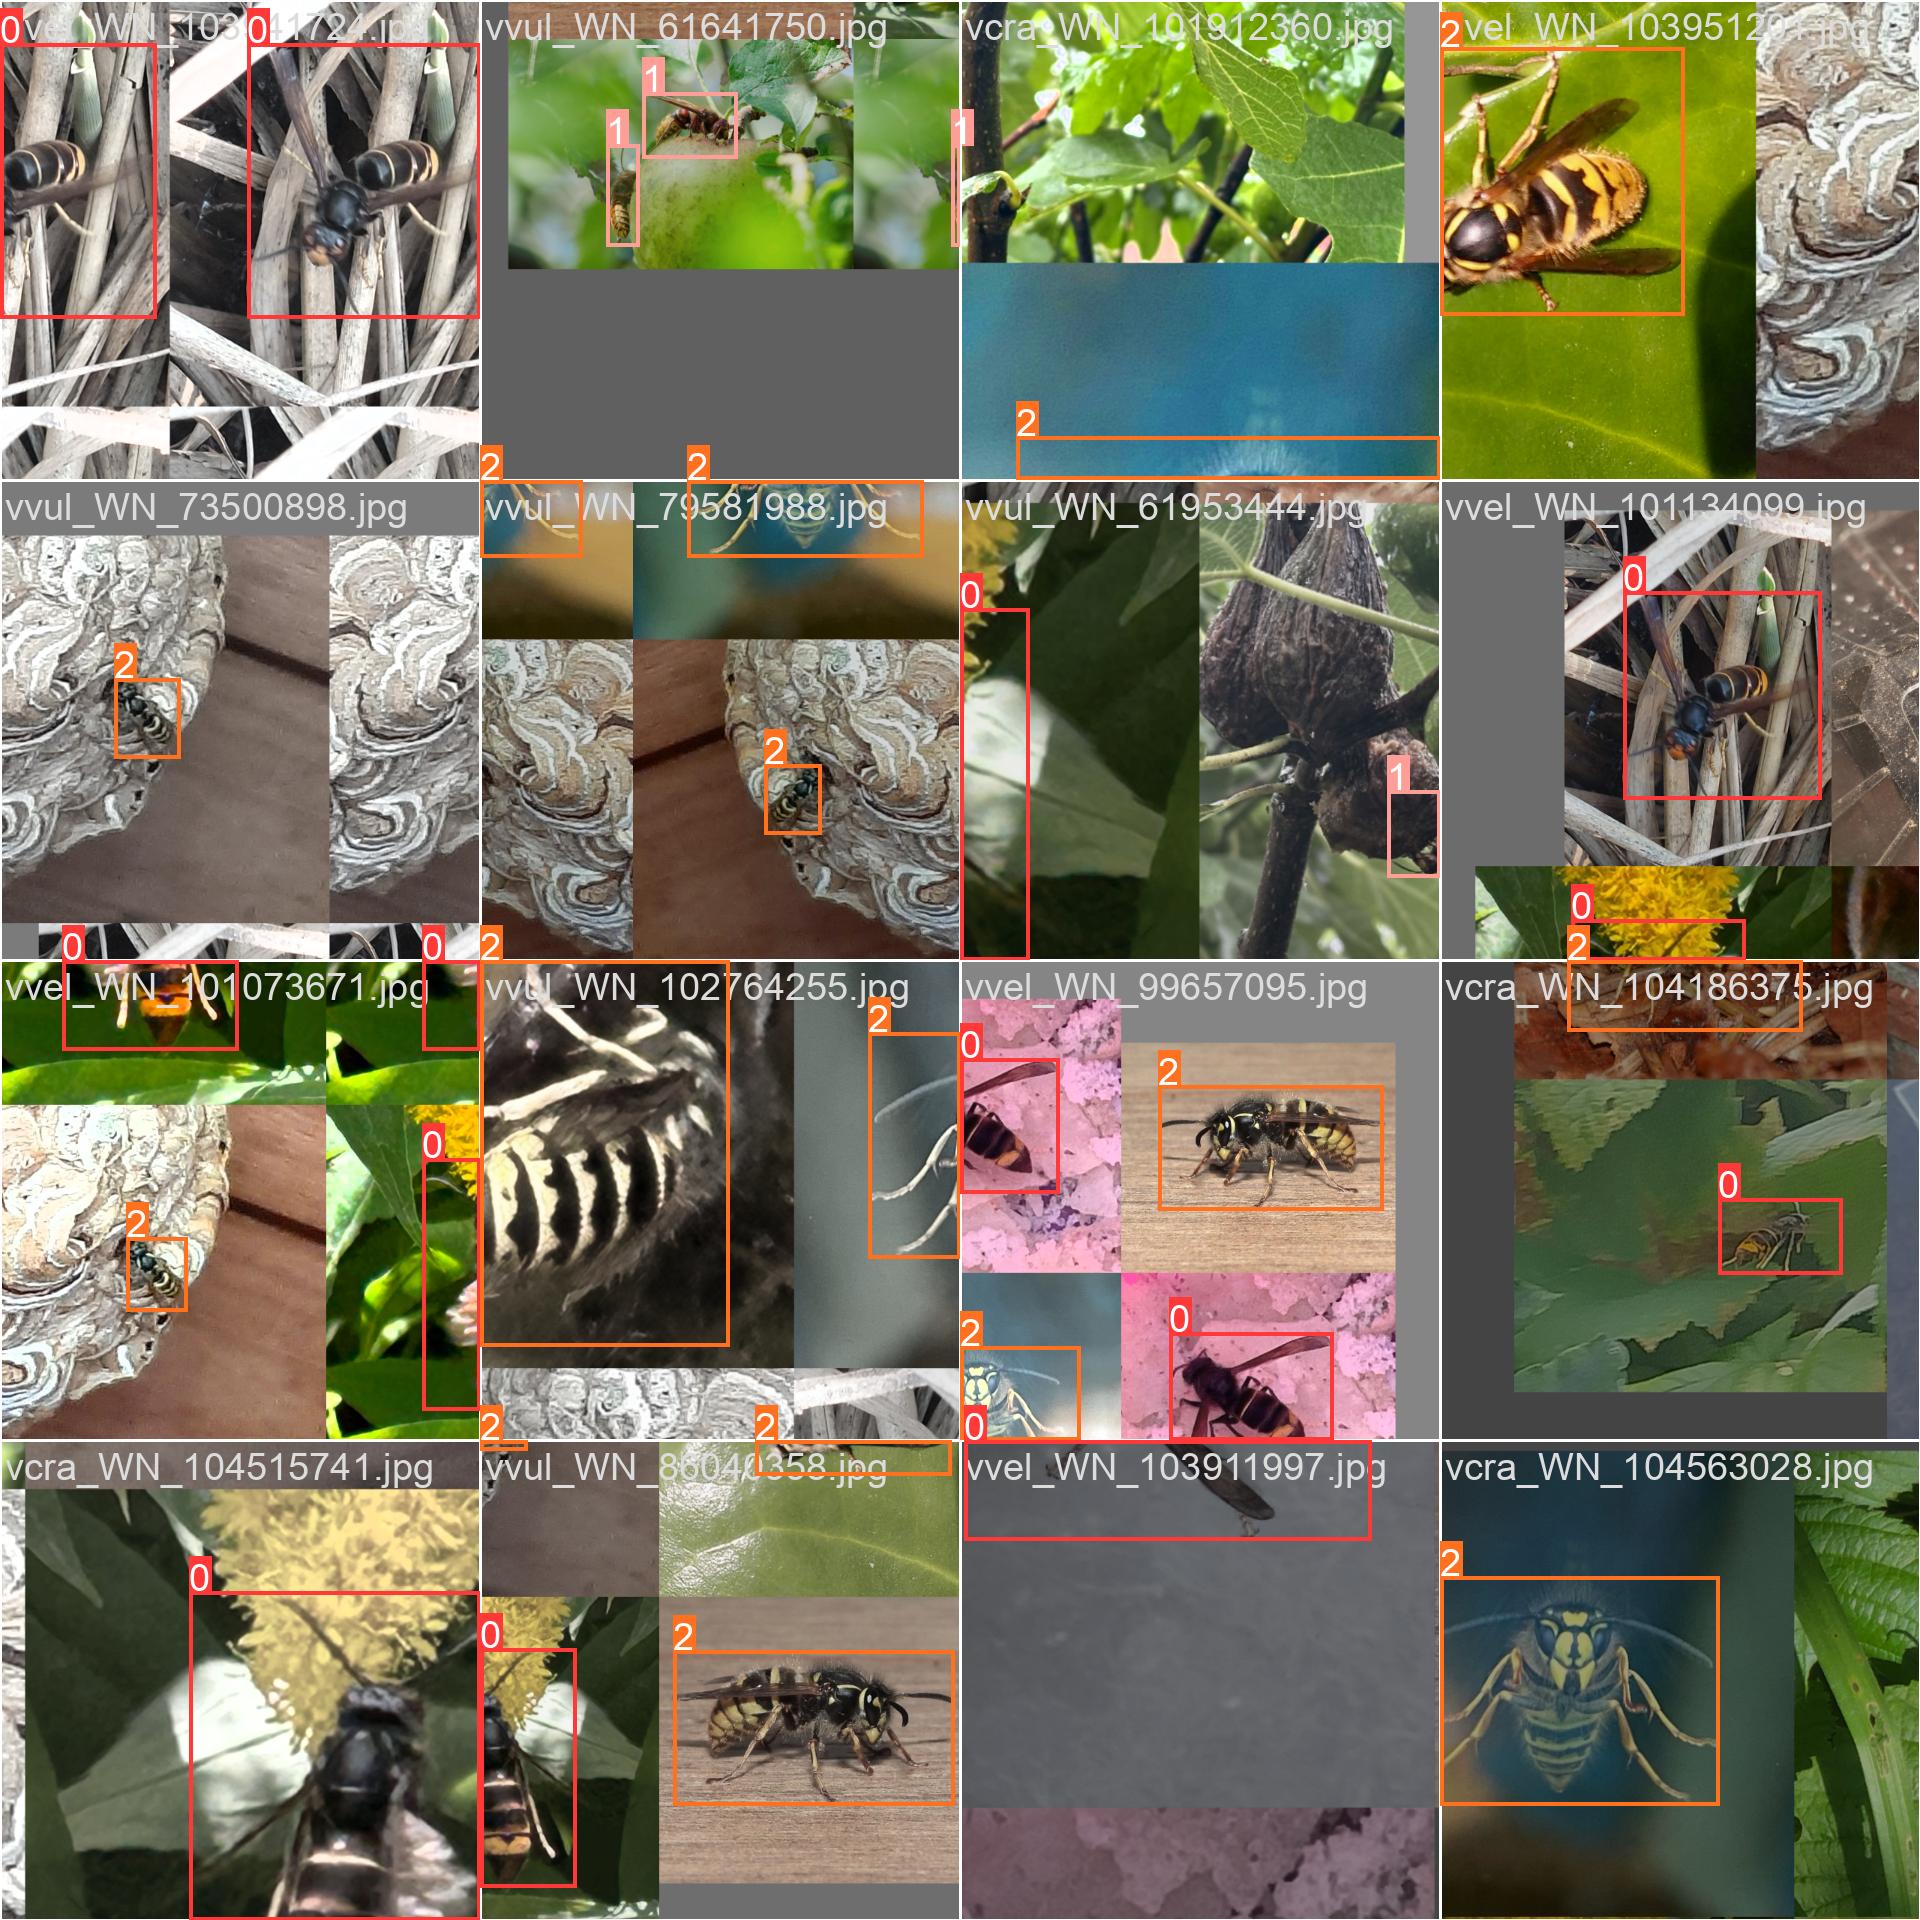 0 vel_WN_103 41724.jpg 0
vvul_WN_61641750.jpg
1
1
1
vcra_WN_101912360.jpg
2
2 vel_WN_103951201.jpg
vvul_WN_73500898.jpg
2
2 2
vvul_WN_79581988.jpg
2
vvul_WN_61953444.jpg
0
1
vvel_WN_101134099.jpg
0
0
2
0 0
vvel_WN_101073671.jpg
0
2
2
vvul_WN_102764255.jpg
2
vvel_WN_99657095.jpg
0
2
2
0
vcra_WN_104186375.jpg
0
vcra_WN_104515741.jpg
0
2 2
vvul_WN_86040358.jpg
0
2
0
vvel_WN_103911997.jpg
vcra_WN_104563028.jpg
2